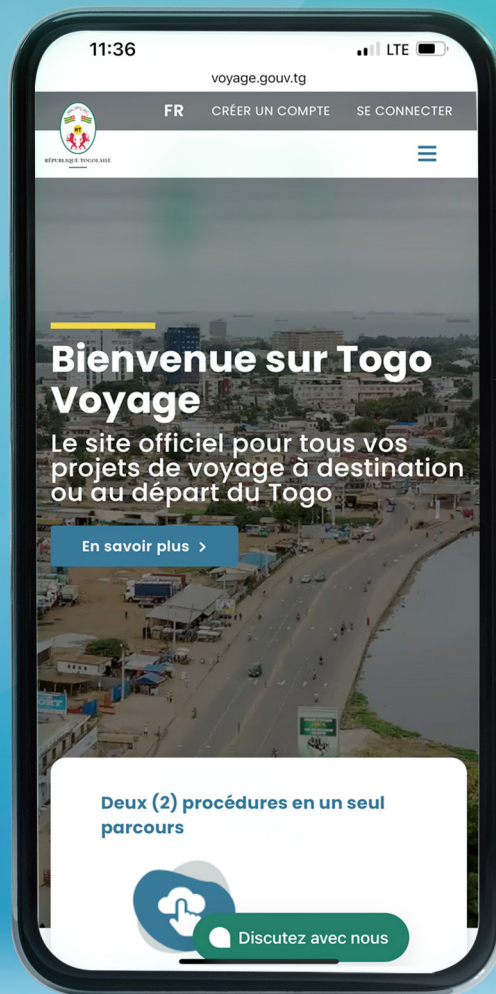 11:36
LTE
voyage.gouv.tg
FR CRÉER UN COMPTE SE CONNECTER
RT
RÉPUBLIQUE TOGOLAISE
Bienvenue sur Togo
Voyage
Le site officiel pour tous vos
projets de voyage à destination
ou au départ du Togo
En savoir plus >
Deux (2) procédures en un seul
parcours
Discutez avec nous